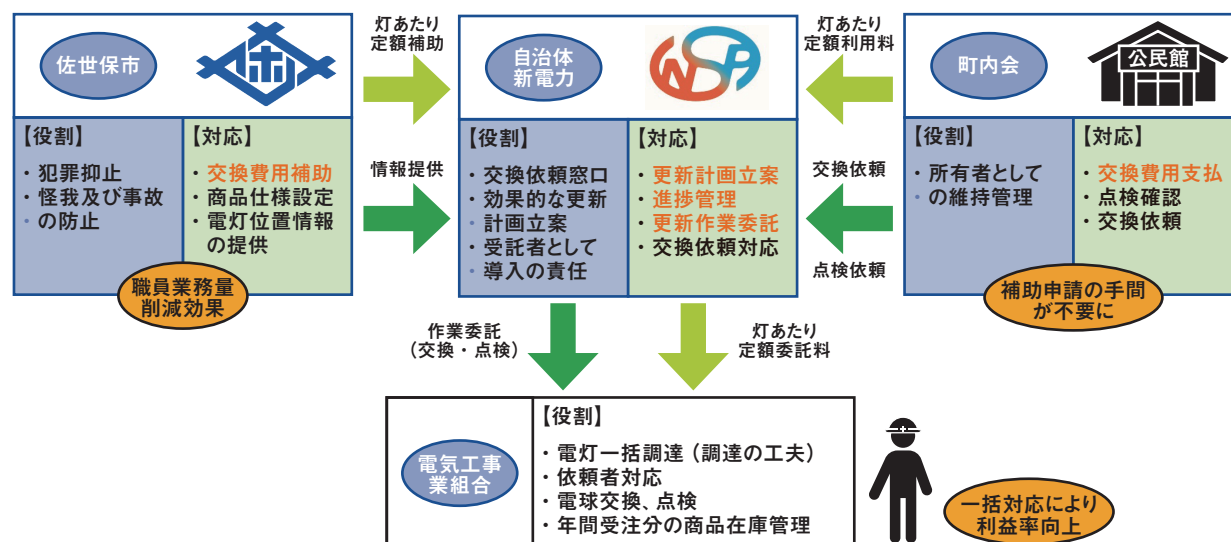 佐世保市
灯あたり
定額補助
自治体
新電力
灯あたり
定額利用料
町内会
公民館
【役割】
・犯罪抑止
・怪我及び事故
・の防止
【対応】
・交換費用補助
・商品仕様設定
・電灯位置情報
の提供
職員業務量
削減効果
情報提供
【役割】
・交換依頼窓口
・効果的な更新
・計画立案
・受託者として
・導入の責任
【対応】
・更新計画立案
・進捗管理
・更新作業委託
・交換依頼対応
交換依頼
点検依頼
【役割】
・所有者として
・の維持管理
【対応】
・交換費用支払
・点検確認
・交換依頼
補助申請の手間
が不要に
作業委託
（交換・点検）
灯あたり
定額委託料
電気工事
業組合
【役割】
・電灯一括調達（調達の工夫）
・依頼者対応
・電球交換、点検
・年間受注分の商品在庫管理
一括対応により
利益率向上